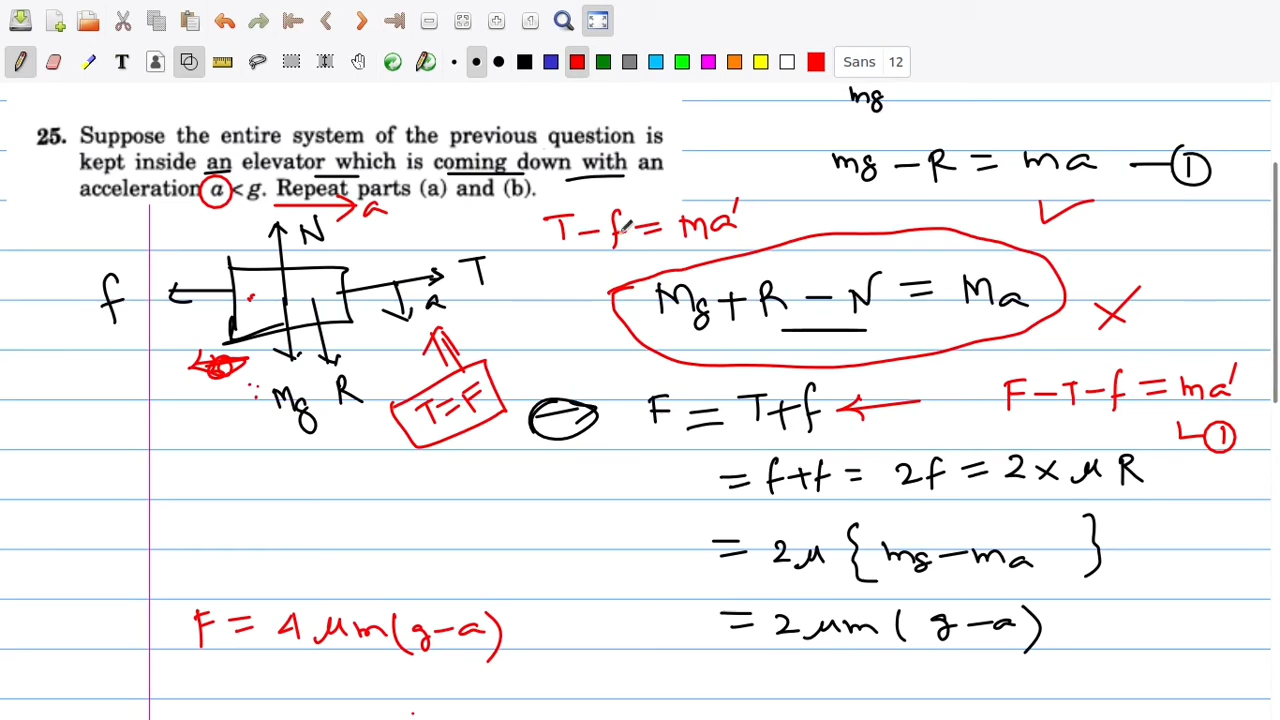 Sans 12
mg
25. Suppose the entire system of the previous question is
kept inside an elevator which is coming down with an
acceleration a < g. Repeat parts (a) and (b).
mg - R = ma — ①
a
T - f = ma'
N
f
T
a
Mg + R - N = Ma
Mg R
T = F
F = T + f
F - T - f = ma'
①
= f + f = 2f = 2 × μ R
= 2μ { mg - ma }
F = 4 μm(g-a)
= 2 μm ( g - a )